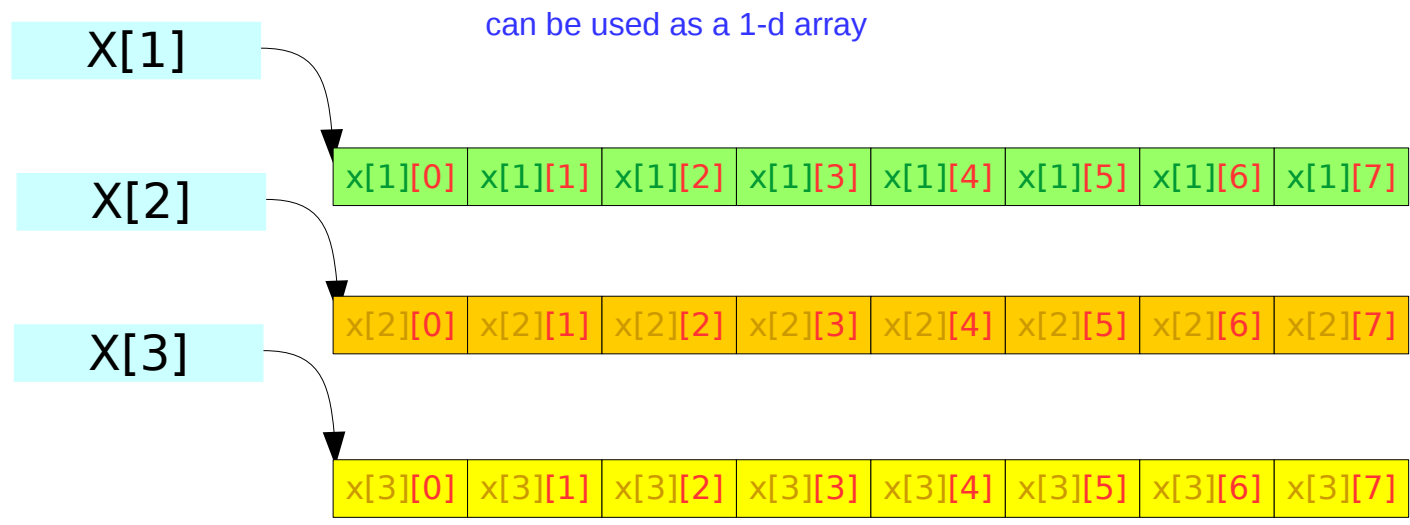 can be used as a 1-d array
X[1]
x[1][0] x[1][1] x[1][2] x[1][3] x[1][4] x[1][5] x[1][6] x[1][7]
X[2]
x[2][0] x[2][1] x[2][2] x[2][3] x[2][4] x[2][5] x[2][6] x[2][7]
X[3]
x[3][0] x[3][1] x[3][2] x[3][3] x[3][4] x[3][5] x[3][6] x[3][7]